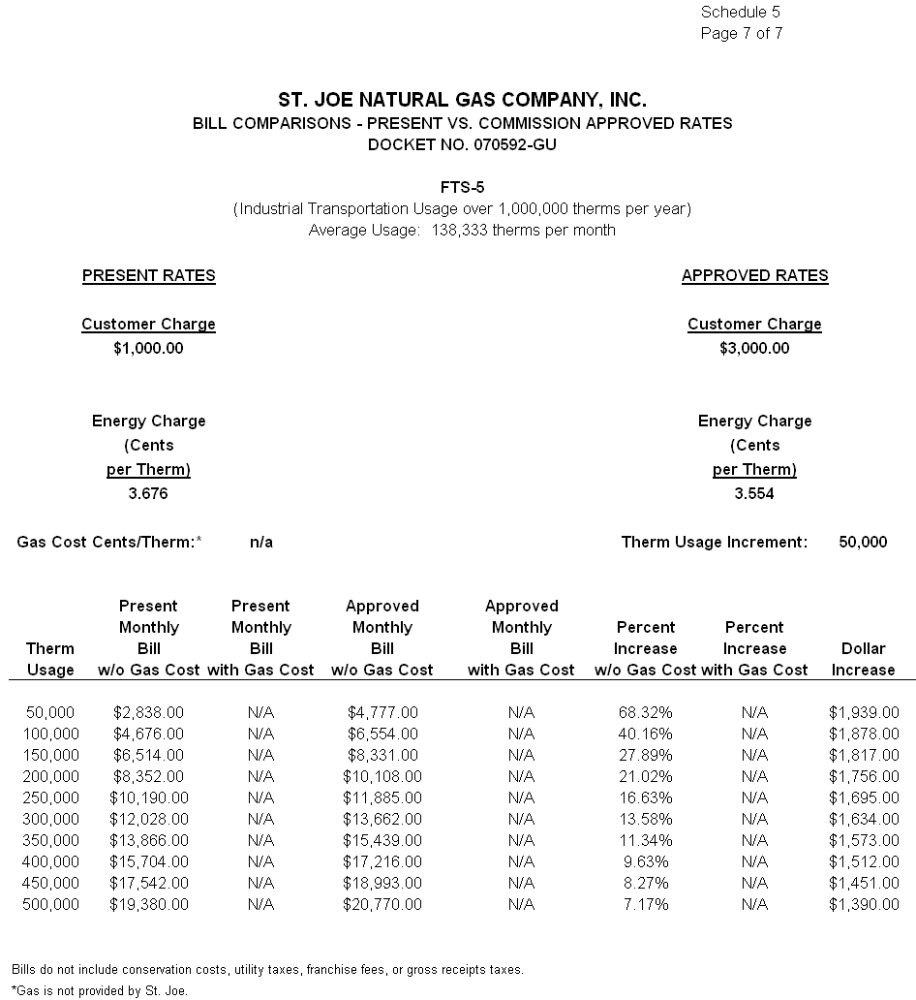 Schedule 5
Page 7 of 7
ST. JOE NATURAL GAS COMPANY, INC.
BILL COMPARISONS - PRESENT VS. COMMISSION APPROVED RATES
DOCKET NO. 070592-GU
FTS-5
(Industrial Transportation Usage over 1,000,000 therms per year)
Average Usage: 138,333 therms per month
PRESENT RATES APPROVED RATES
Customer Charge Customer Charge
$1,000.00 $3,000.00
Energy Charge Energy Charge
(Cents (Cents
per Therm) per Therm)
3.676 3.554
Gas Cost Cents/Therm:* n/a Therm Usage Increment: 50,000
Present Present Approved Approved
Monthly Monthly Monthly Monthly Percent Percent
Therm Bill Bill Bill Bill Increase Increase Dollar
Usage w/o Gas Cost with Gas Cost w/o Gas Cost with Gas Cost w/o Gas Cost with Gas Cost Increase
50,000 $2,838.00 N/A $4,777.00 N/A 68.32% N/A $1,939.00
100,000 $4,676.00 N/A $6,554.00 N/A 40.16% N/A $1,878.00
150,000 $6,514.00 N/A $8,331.00 N/A 27.89% N/A $1,817.00
200,000 $8,352.00 N/A $10,108.00 N/A 21.02% N/A $1,756.00
250,000 $10,190.00 N/A $11,885.00 N/A 16.63% N/A $1,695.00
300,000 $12,028.00 N/A $13,662.00 N/A 13.58% N/A $1,634.00
350,000 $13,866.00 N/A $15,439.00 N/A 11.34% N/A $1,573.00
400,000 $15,704.00 N/A $17,216.00 N/A 9.63% N/A $1,512.00
450,000 $17,542.00 N/A $18,993.00 N/A 8.27% N/A $1,451.00
500,000 $19,380.00 N/A $20,770.00 N/A 7.17% N/A $1,390.00
Bills do not include conservation costs, utility taxes, franchise fees, or gross receipts taxes.
*Gas is not provided by St. Joe.